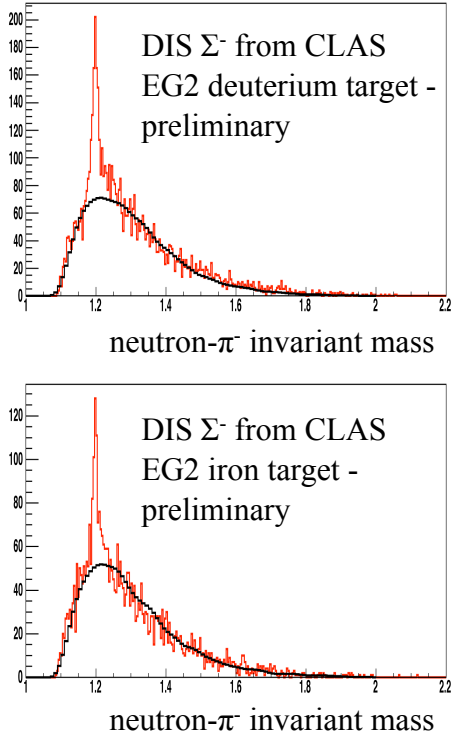 200
180
160
140
120
100
80
60
40
20
0
DIS Σ⁻ from CLAS
EG2 deuterium target -
preliminary
1 1.2 1.4 1.6 1.8 2 2.2
neutron-π⁻ invariant mass
120
100
80
60
40
20
0
DIS Σ⁻ from CLAS
EG2 iron target -
preliminary
1 1.2 1.4 1.6 1.8 2 2.2
neutron-π⁻ invariant mass